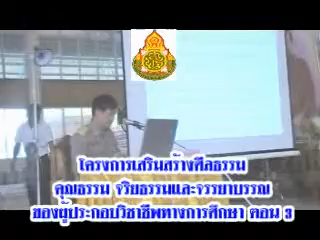 โครงการเสริมสร้างศีลธรรม
คุณธรรม จริยธรรมและจรรยาบรรณ
ของผู้ประกอบวิชาชีพทางการศึกษา ตอน 3